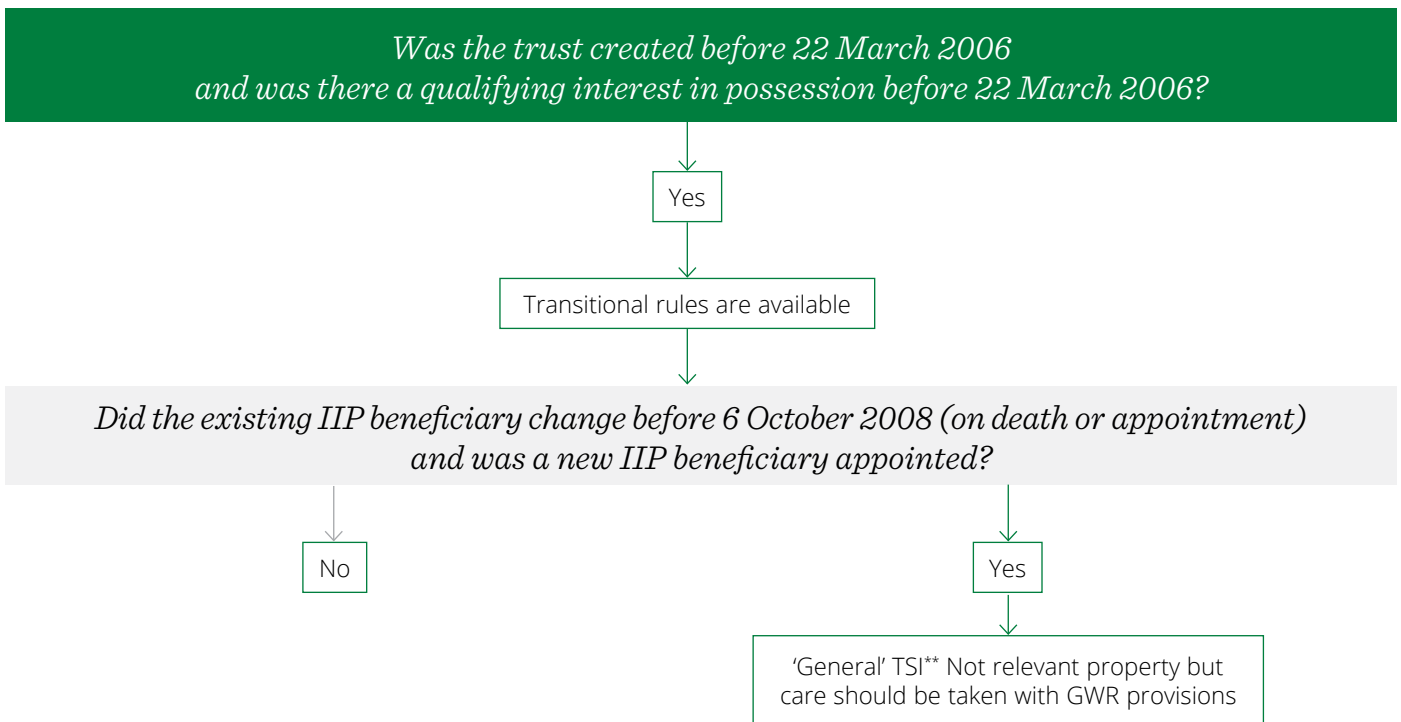 Was the trust created before 22 March 2006
and was there a qualifying interest in possession before 22 March 2006?
Yes
Transitional rules are available
Did the existing IIP beneficiary change before 6 October 2008 (on death or appointment)
and was a new IIP beneficiary appointed?
No
Yes
‘General’ TSI** Not relevant property but
care should be taken with GWR provisions